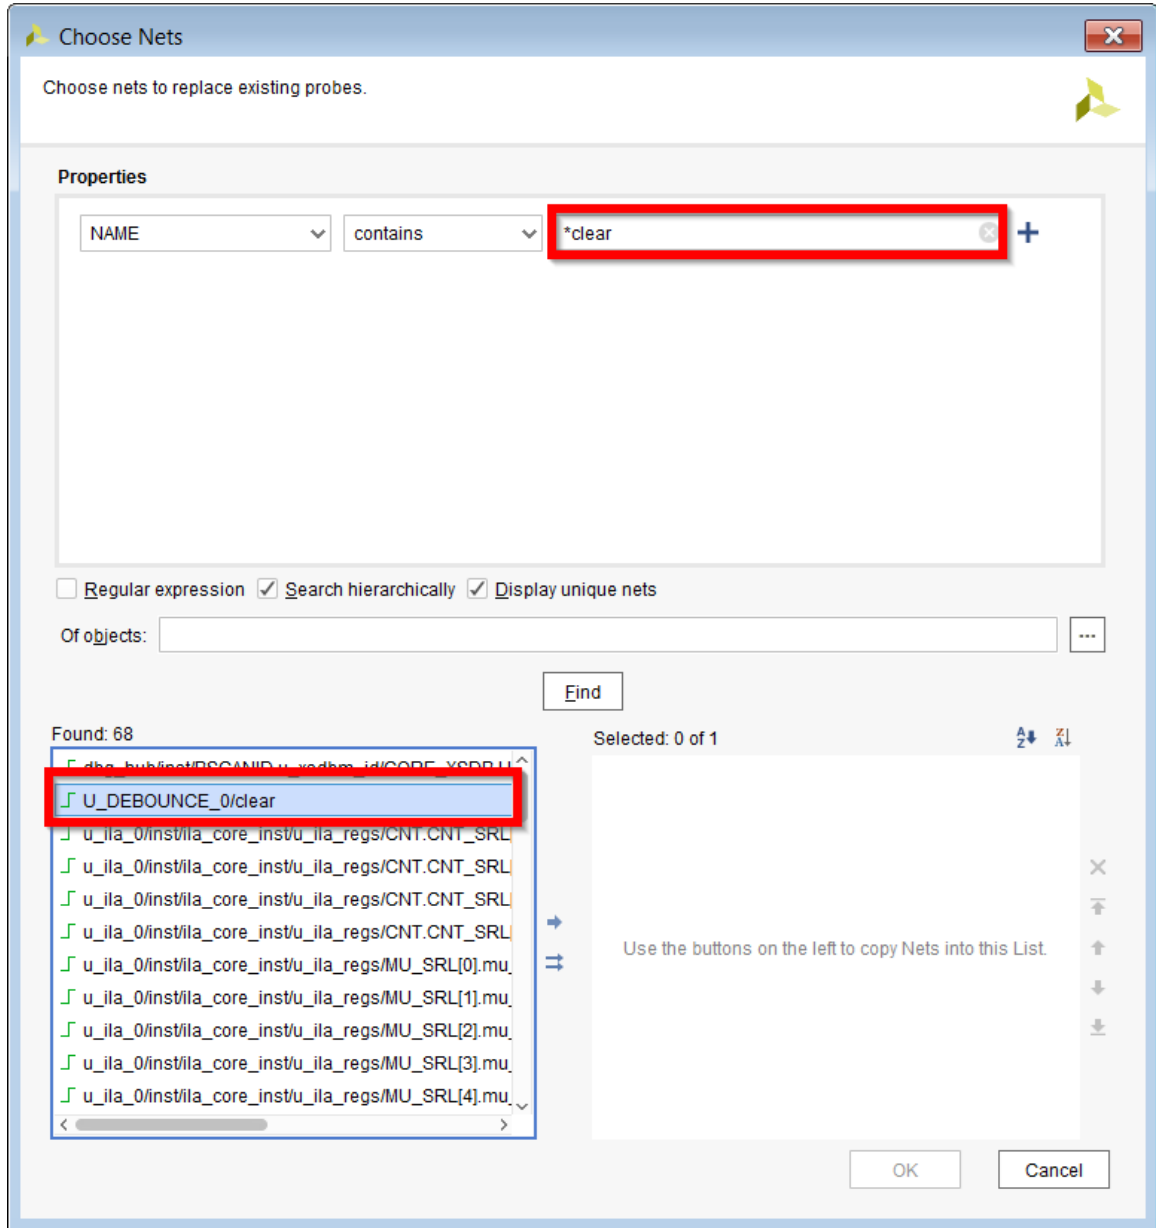 Choose Nets
Choose nets to replace existing probes.
Properties
NAME contains *clear
Regular expression Search hierarchically Display unique nets
Of objects: ...
Find
Found: 68
Selected: 0 of 1
U_DEBOUNCE_0/clear
u_ila_0/inst/ila_core_inst/u_ila_regs/CNT.CNT_SRL[
u_ila_0/inst/ila_core_inst/u_ila_regs/CNT.CNT_SRL[
u_ila_0/inst/ila_core_inst/u_ila_regs/CNT.CNT_SRL[
u_ila_0/inst/ila_core_inst/u_ila_regs/CNT.CNT_SRL[
u_ila_0/inst/ila_core_inst/u_ila_regs/MU_SRL[0].mu_
u_ila_0/inst/ila_core_inst/u_ila_regs/MU_SRL[1].mu_
u_ila_0/inst/ila_core_inst/u_ila_regs/MU_SRL[2].mu_
u_ila_0/inst/ila_core_inst/u_ila_regs/MU_SRL[3].mu_
u_ila_0/inst/ila_core_inst/u_ila_regs/MU_SRL[4].mu_
Use the buttons on the left to copy Nets into this List.
OK Cancel